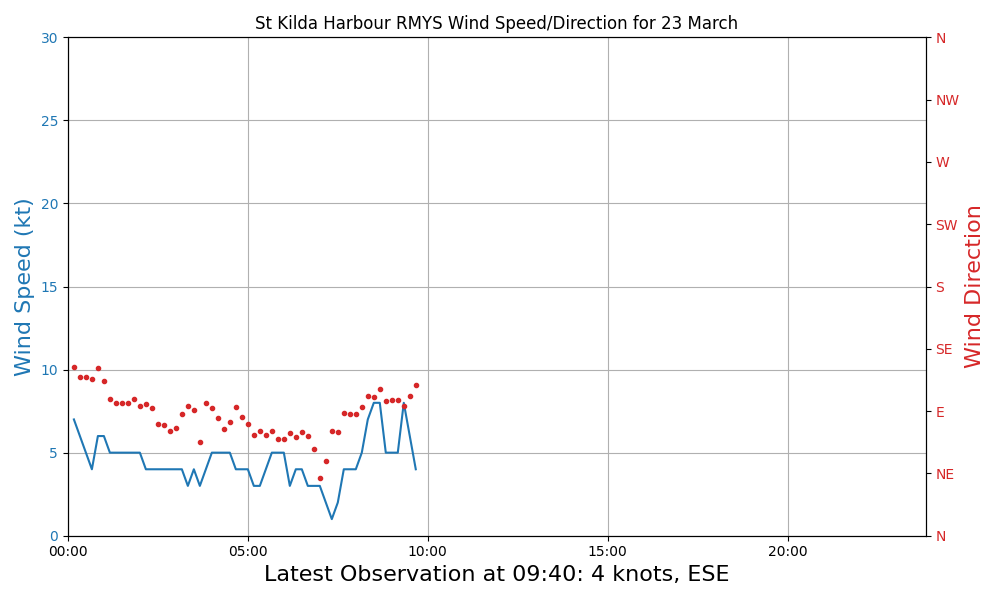 St Kilda Harbour RMYS Wind Speed/Direction for 23 March
Wind Speed (kt)
30
25
20
15
10
5
0
00:00 05:00 10:00 15:00 20:00
N
NW
W
SW
S
SE
E
NE
N
Wind Direction
Latest Observation at 09:40: 4 knots, ESE